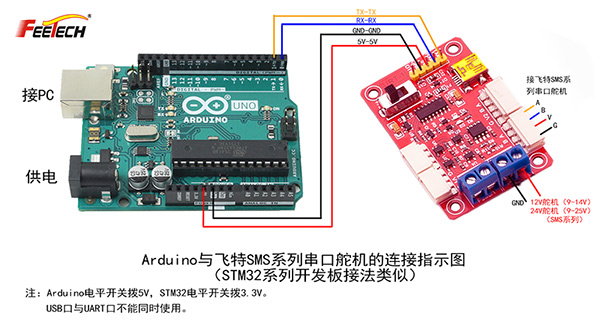 FEETECH
TX-TX
RX-RX
GND-GND
5V-5V
接PC
供电
DIGITAL (PWM~)
UNO
ARDUINO
接飞特SMS系
列串口舵机
A
B
V
G
GND
12V舵机（9-14V）
24V舵机（9-25V）
（SMS系列）
Arduino与飞特SMS系列串口舵机的连接指示图
（STM32系列开发板接法类似）
注：Arduino电平开关拨5V，STM32电平开关拨3.3V。
USB口与UART口不能同时使用。